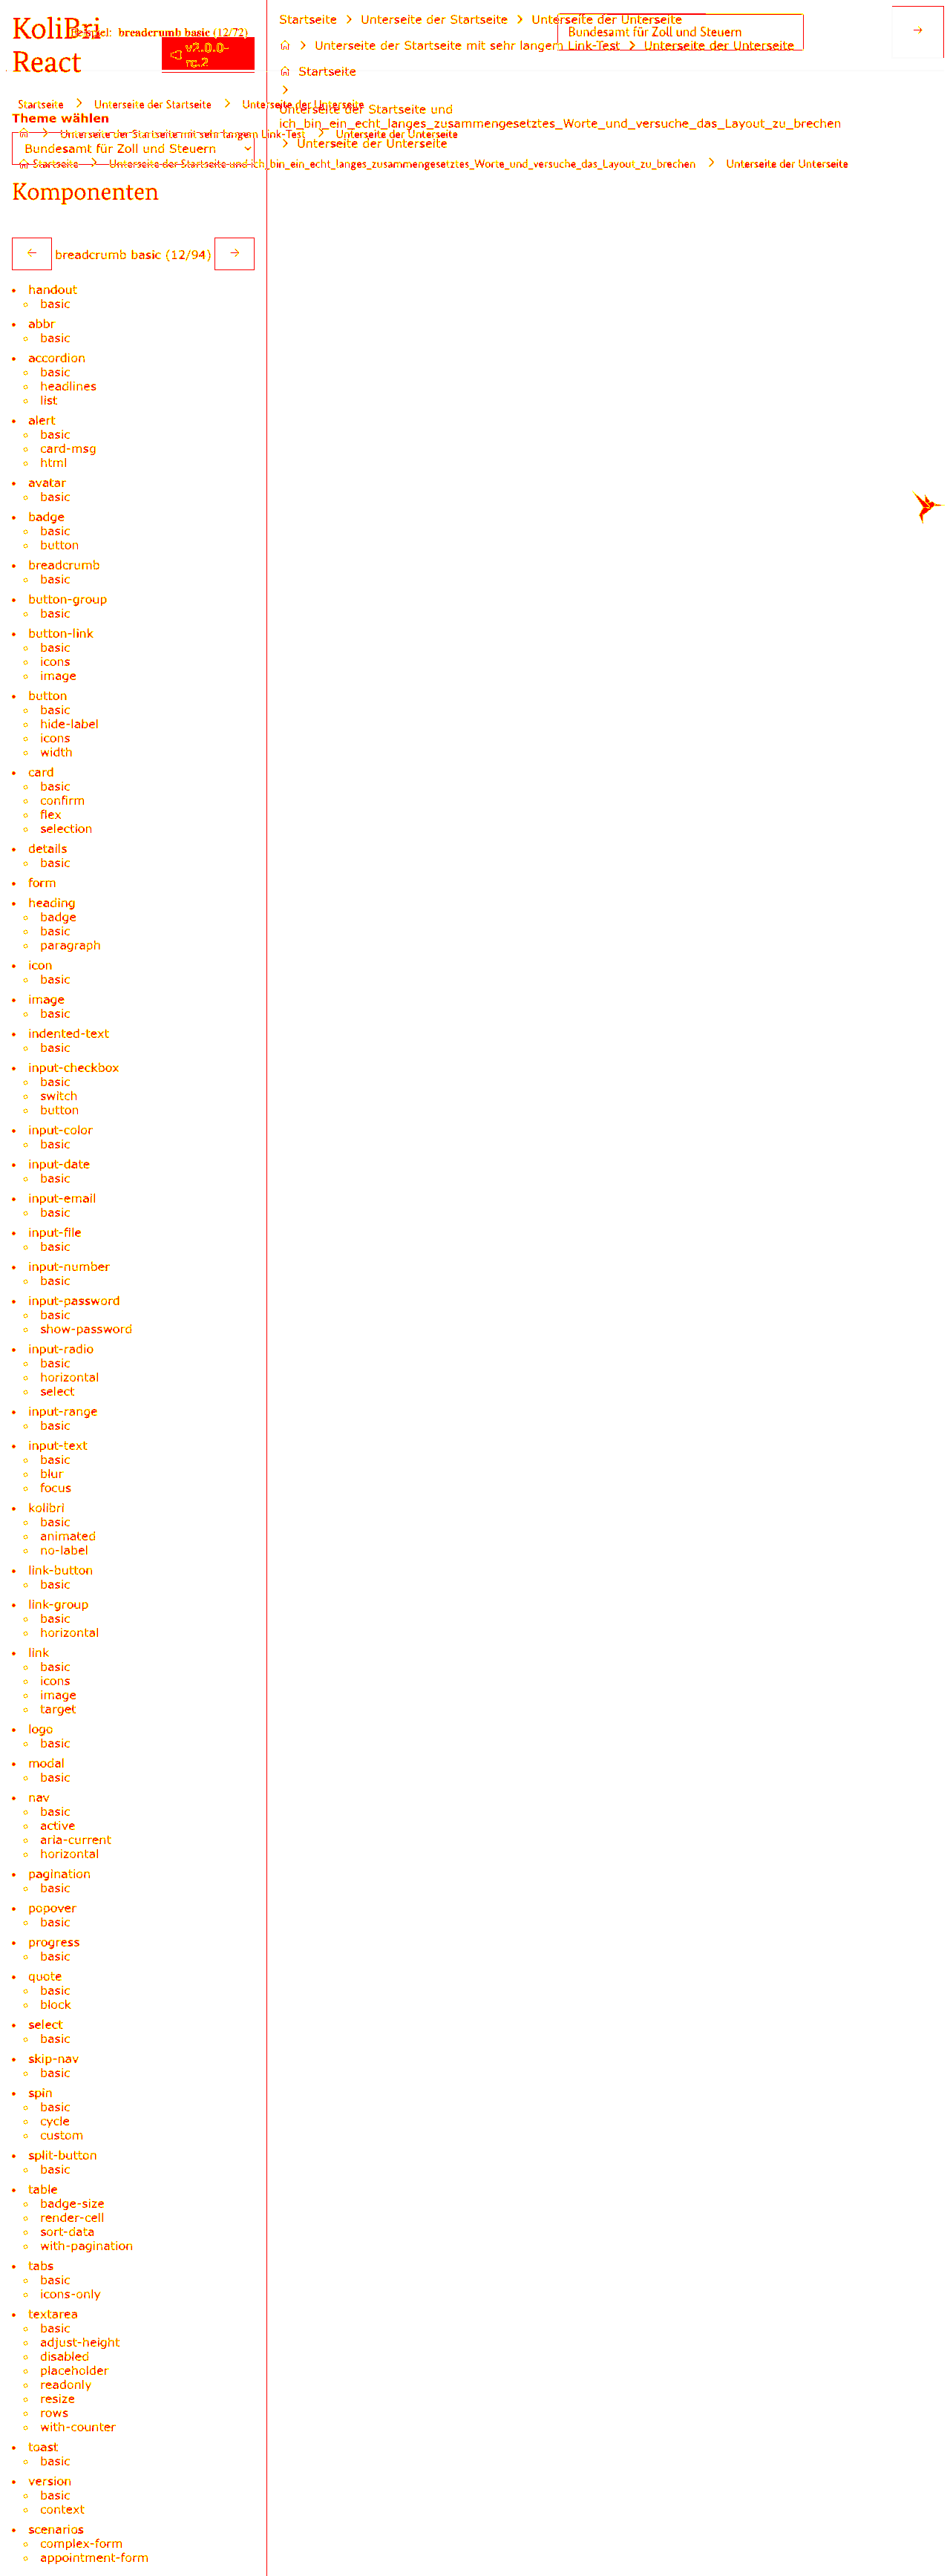 KoliBri
React
breadcrumb basic (12/72)
v2.0.0-
rc.2
Startseite Unterseite der Startseite Unterseite der Unterseite
Bundesamt für Zoll und Steuern
Unterseite der Startseite mit sehr langem Link-Test Unterseite der Unterseite
Startseite
Unterseite der Startseite und
ich_bin_ein_echt_langes_zusammengesetztes_Worte_und_versuche_das_Layout_zu_brechen
Unterseite der Unterseite
Startseite Unterseite der Startseite Unterseite der Unterseite
Theme wählen
Unterseite der Startseite mit sehr langem Link-Test Unterseite der Unterseite
Bundesamt für Zoll und Steuern
Startseite Unterseite der Startseite und ich_bin_ein_echt_langes_zusammengesetztes_Worte_und_versuche_das_Layout_zu_brechen Unterseite der Unterseite
Komponenten
breadcrumb basic (12/94)
handout
basic
abbr
basic
accordion
basic
headlines
list
alert
basic
card-msg
html
avatar
basic
badge
basic
button
breadcrumb
basic
button-group
basic
button-link
basic
icons
image
button
basic
hide-label
icons
width
card
basic
confirm
flex
selection
details
basic
form
heading
badge
basic
paragraph
icon
basic
image
basic
indented-text
basic
input-checkbox
basic
switch
button
input-color
basic
input-date
basic
input-email
basic
input-file
basic
input-number
basic
input-password
basic
show-password
input-radio
basic
horizontal
select
input-range
basic
input-text
basic
blur
focus
kolibri
basic
animated
no-label
link-button
basic
link-group
basic
horizontal
link
basic
icons
image
target
logo
basic
modal
basic
nav
basic
active
aria-current
horizontal
pagination
basic
popover
basic
progress
basic
quote
basic
block
select
basic
skip-nav
basic
spin
basic
cycle
custom
split-button
basic
table
badge-size
render-cell
sort-data
with-pagination
tabs
basic
icons-only
textarea
basic
adjust-height
disabled
placeholder
readonly
resize
rows
with-counter
toast
basic
version
basic
context
scenarios
complex-form
appointment-form